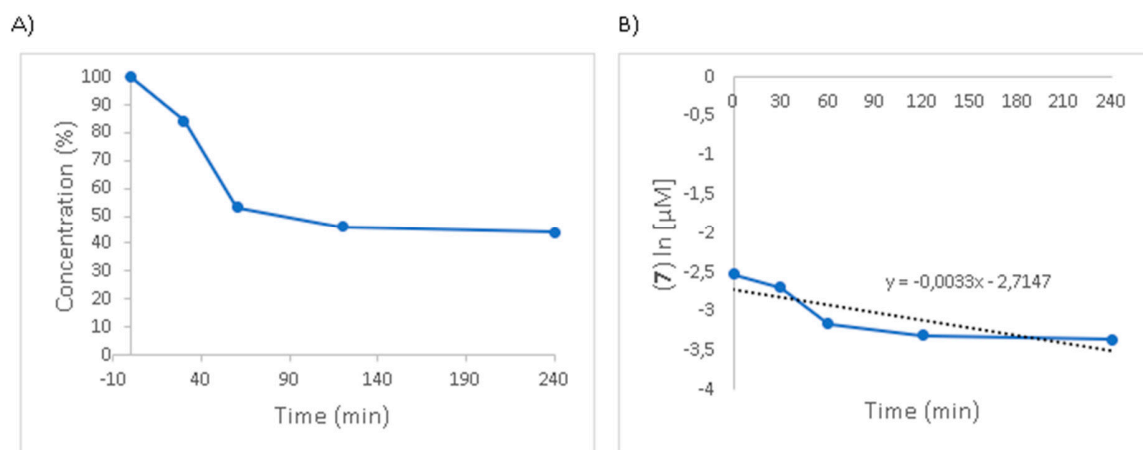 A)
B)
100
90
80
70
60
50
40
30
20
10
0
-10 40 90 140 190 240
Concentration (%)
Time (min)
0
-0,5
-1
-1,5
-2
-2,5
-3
-3,5
-4
0 30 60 90 120 150 180 210 240
(7) ln [µM]
y = -0,0033x - 2,7147
Time (min)